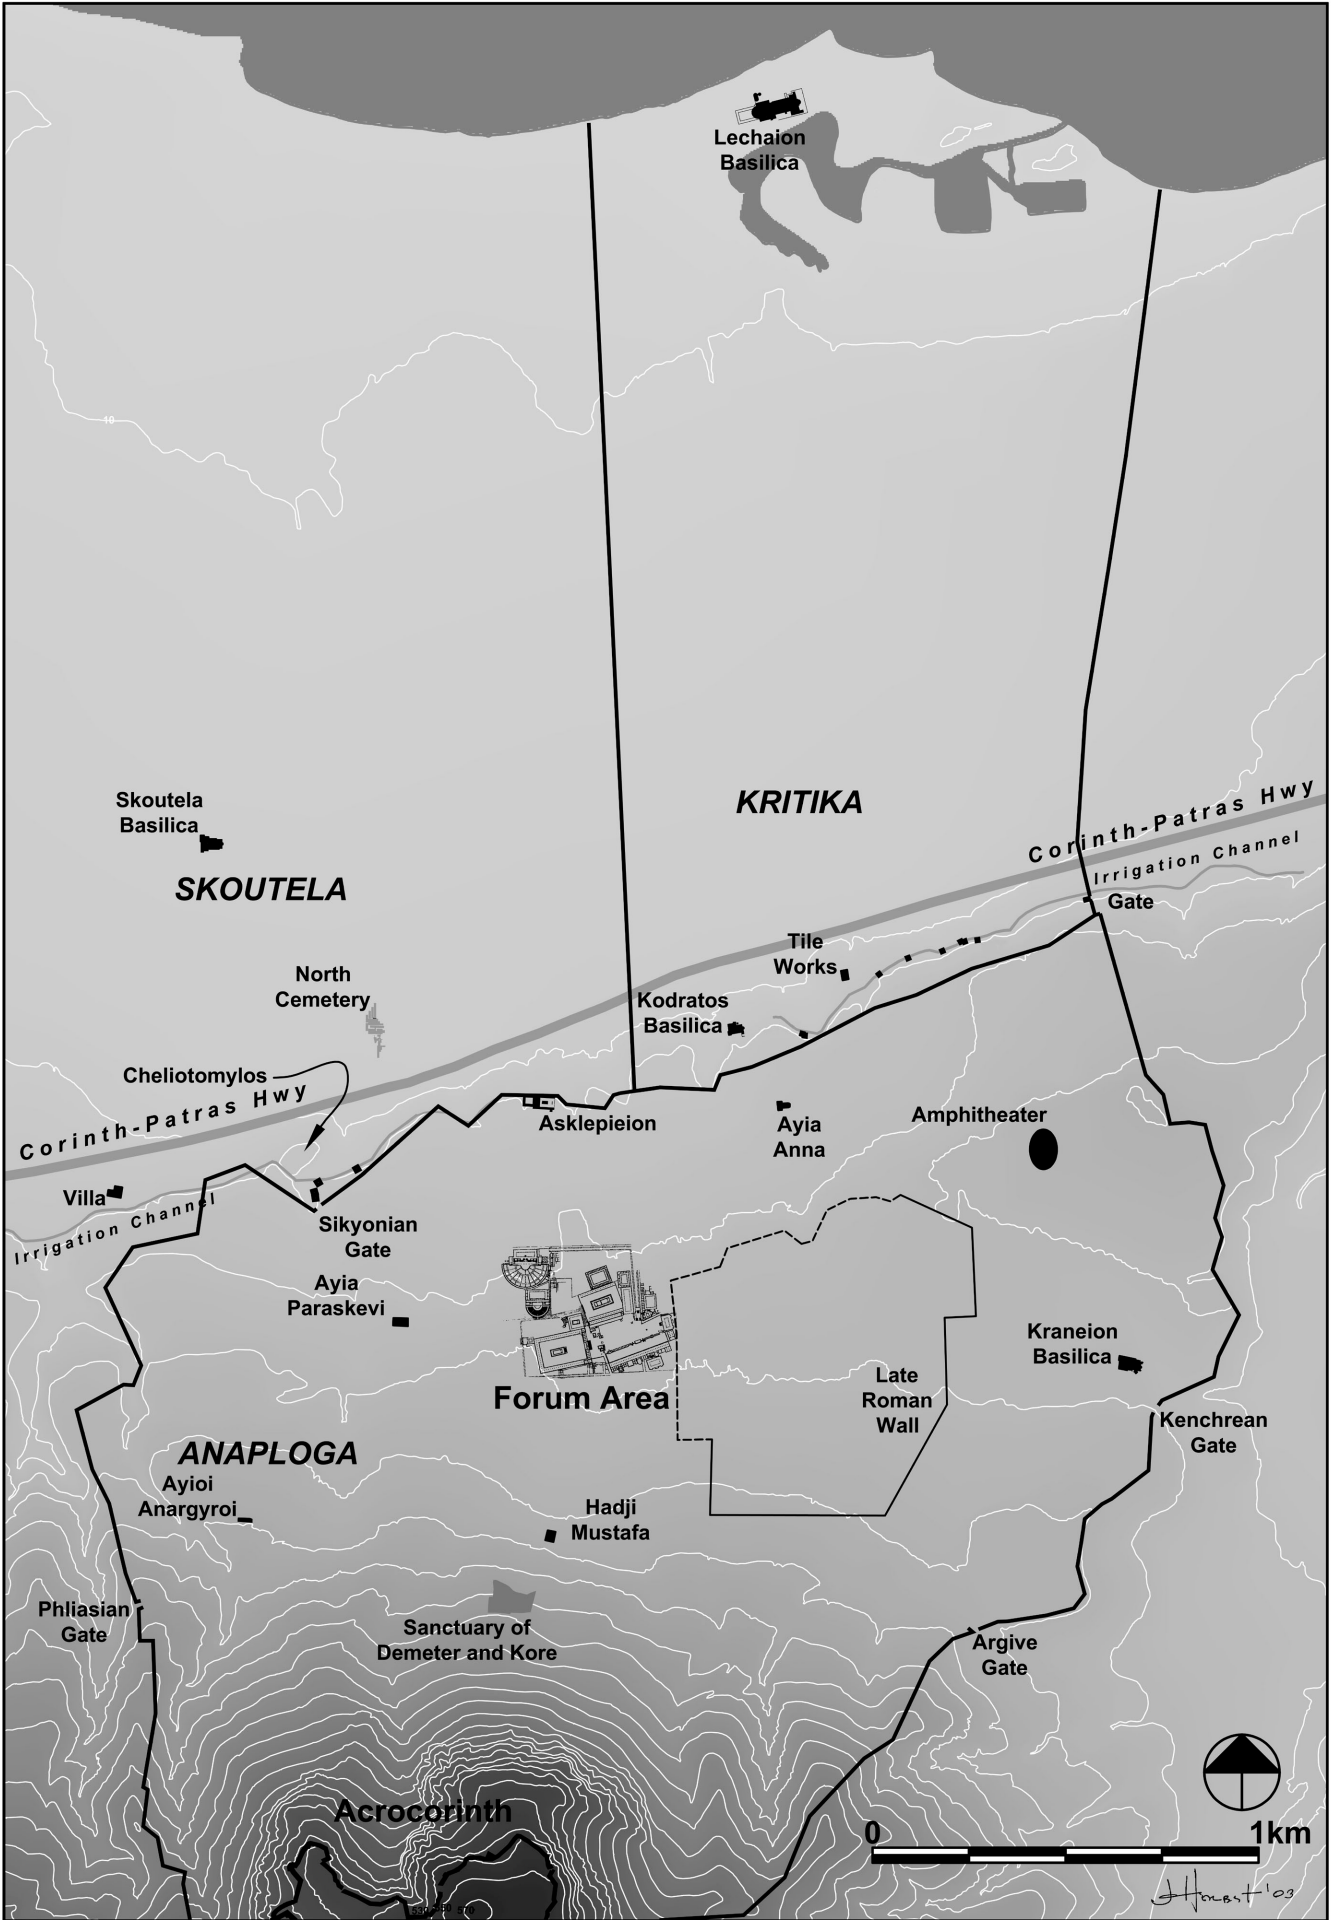 Lechaion
Basilica
10
KRITIKA
Skoutela
Basilica
SKOUTELA
Corinth-Patras Hwy
Irrigation Channel
Gate
Tile
Works
North
Cemetery
Kodratos
Basilica
Cheliotomylos
Corinth-Patras Hwy
Asklepieion
Ayia
Anna
Amphitheater
Villa
Irrigation Channel
Sikyonian
Gate
Ayia
Paraskevi
Kraneion
Basilica
Forum Area
Late
Roman
Wall
Kenchrean
Gate
ANAPLOGA
Ayioi
Anargyroi
Hadji
Mustafa
Phliasian
Gate
Sanctuary of
Demeter and Kore
Argive
Gate
Acrocorinth
0 1km
570